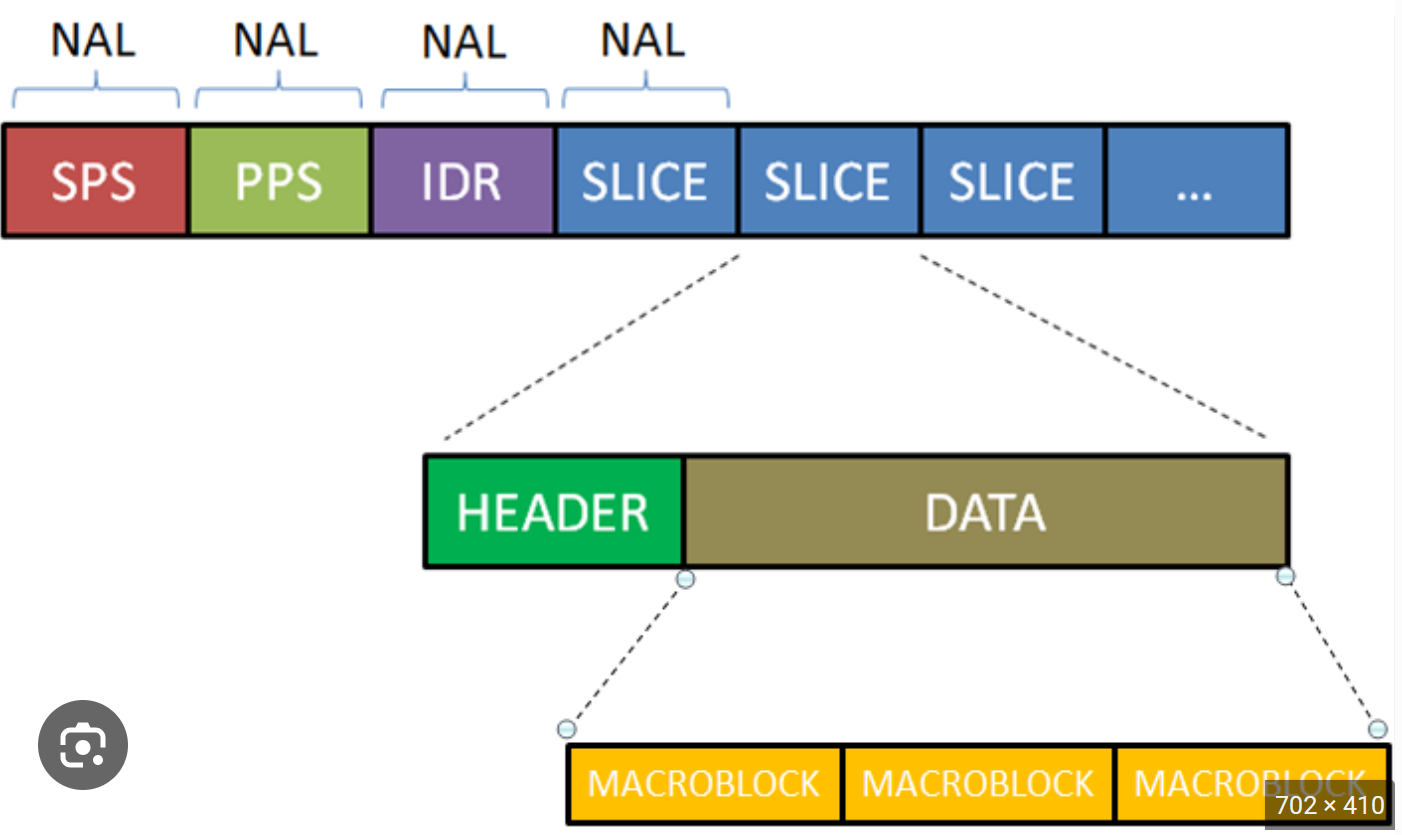 NAL NAL NAL NAL
SPS PPS IDR SLICE SLICE SLICE ...
HEADER DATA
MACROBLOCK MACROBLOCK MACROBLOCK
702 × 410